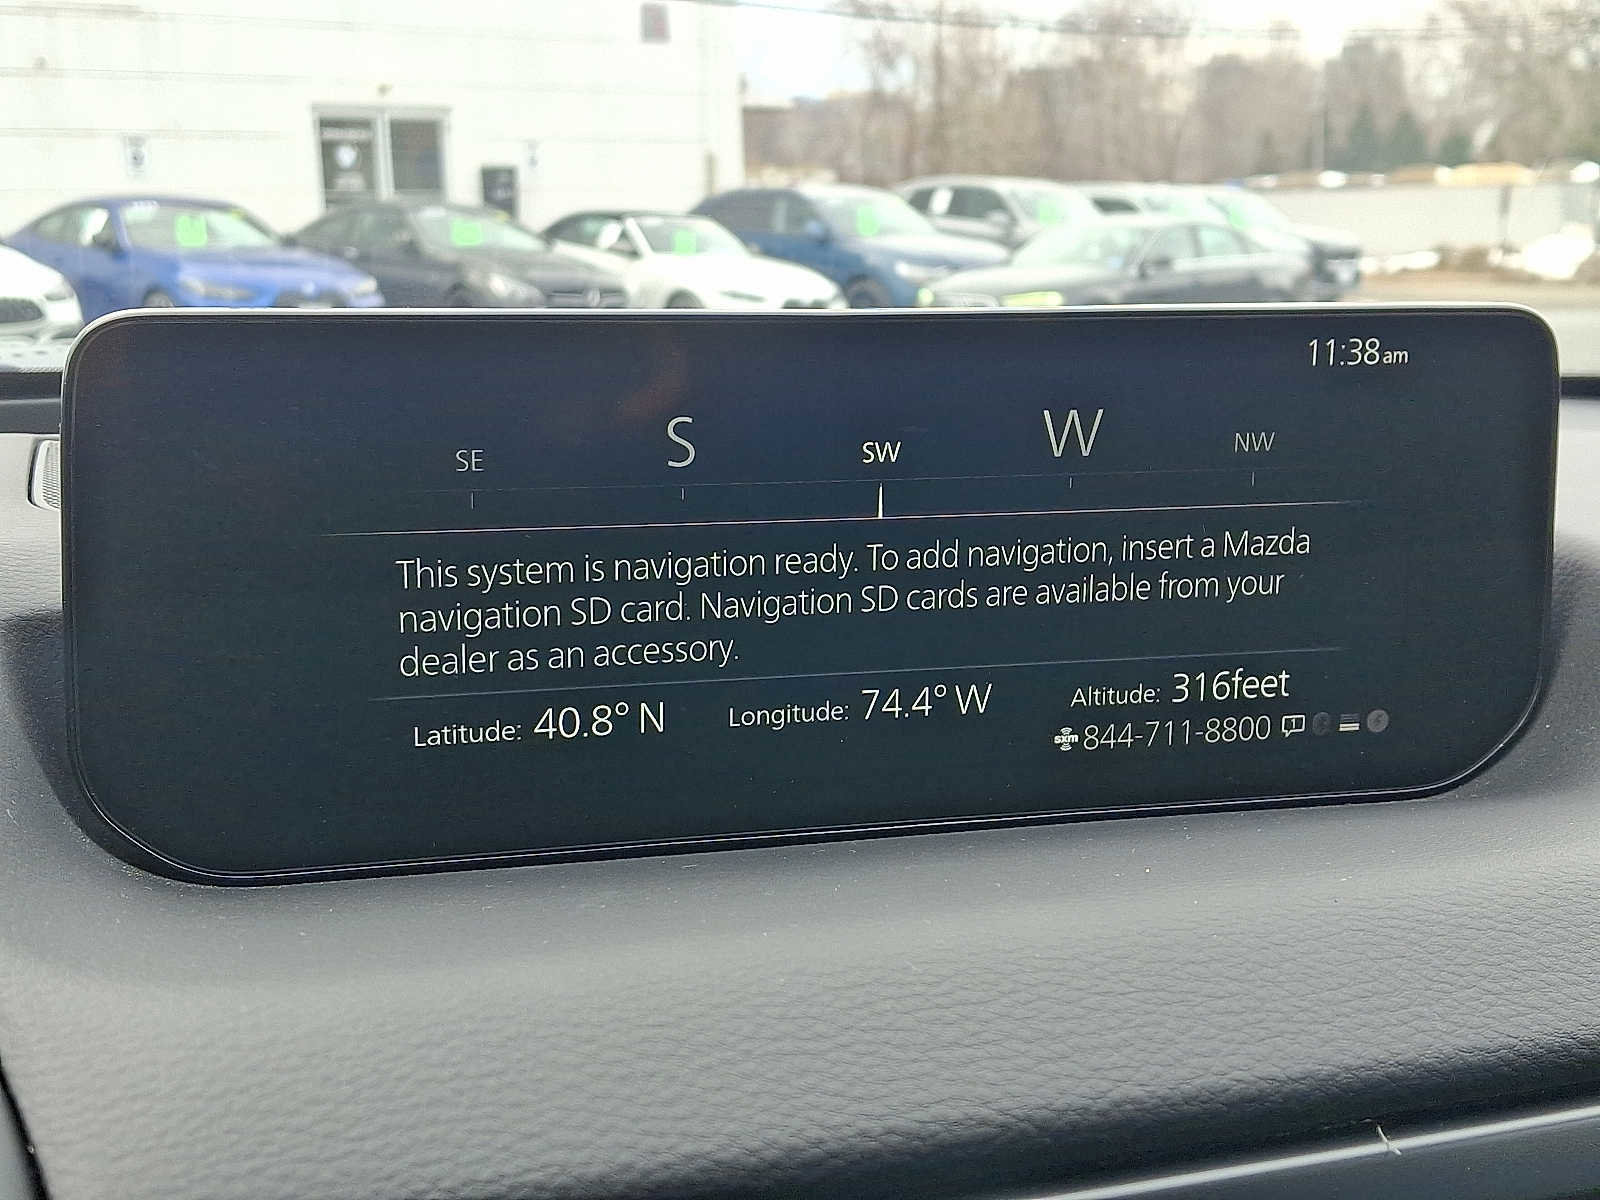 11:38am
SE S SW W NW
This system is navigation ready. To add navigation, insert a Mazda
navigation SD card. Navigation SD cards are available from your
dealer as an accessory.
Latitude: 40.8° N Longitude: 74.4° W Altitude: 316feet
sxm 844-711-8800 1